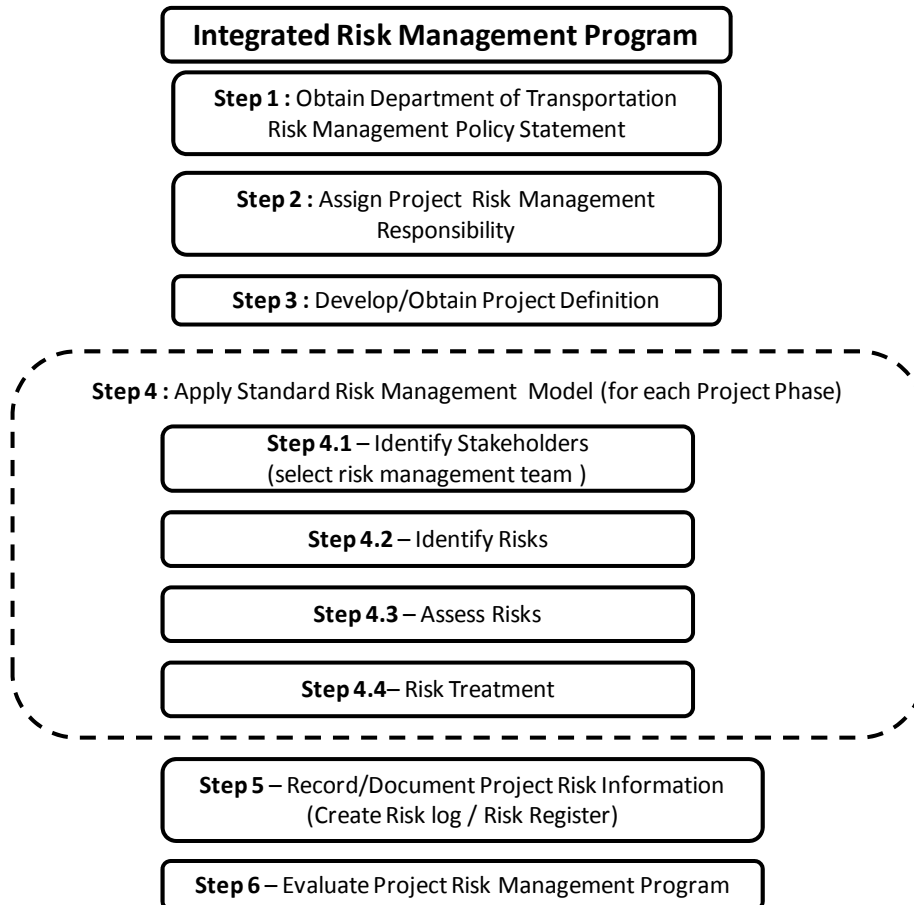 Integrated Risk Management Program
Step 1 : Obtain Department of Transportation
Risk Management Policy Statement
Step 2 : Assign Project Risk Management
Responsibility
Step 3 : Develop/Obtain Project Definition
Step 4 : Apply Standard Risk Management Model (for each Project Phase)
Step 4.1 – Identify Stakeholders
(select risk management team )
Step 4.2 – Identify Risks
Step 4.3 – Assess Risks
Step 4.4– Risk Treatment
Step 5 – Record/Document Project Risk Information
(Create Risk log / Risk Register)
Step 6 – Evaluate Project Risk Management Program